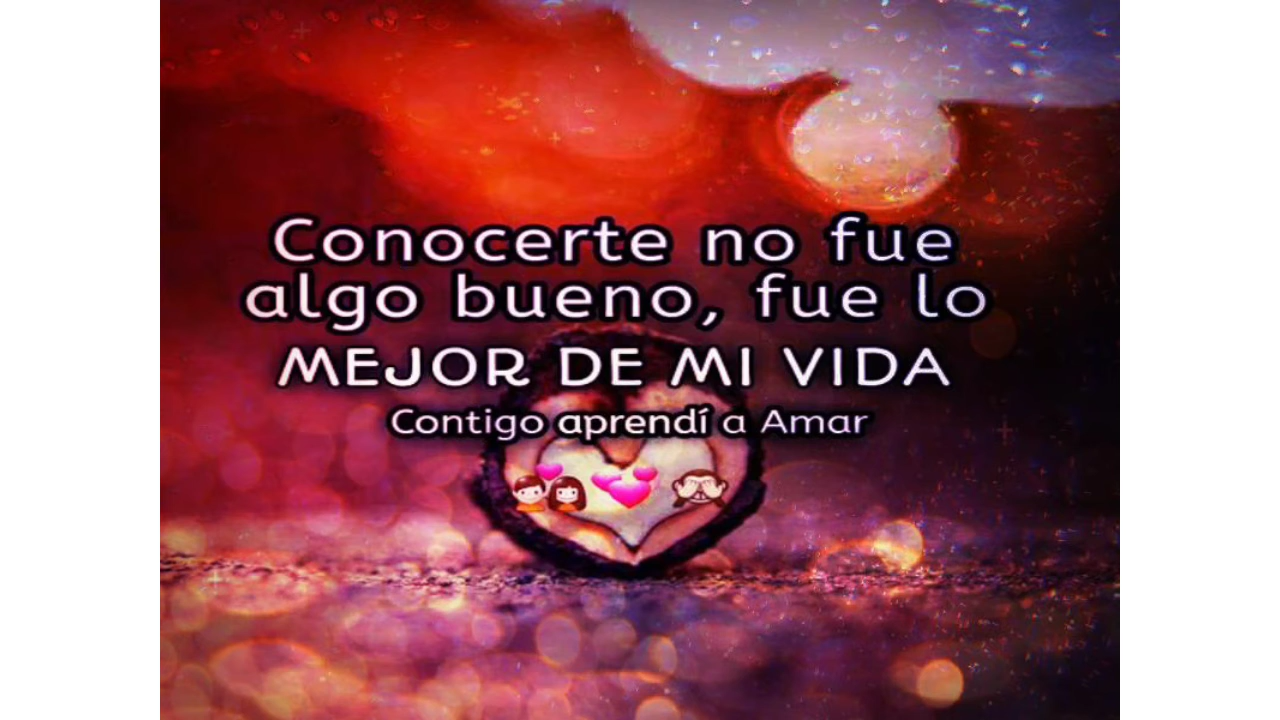 Conocerte no fue
algo bueno, fue lo
MEJOR DE MI VIDA
Contigo aprendí a Amar